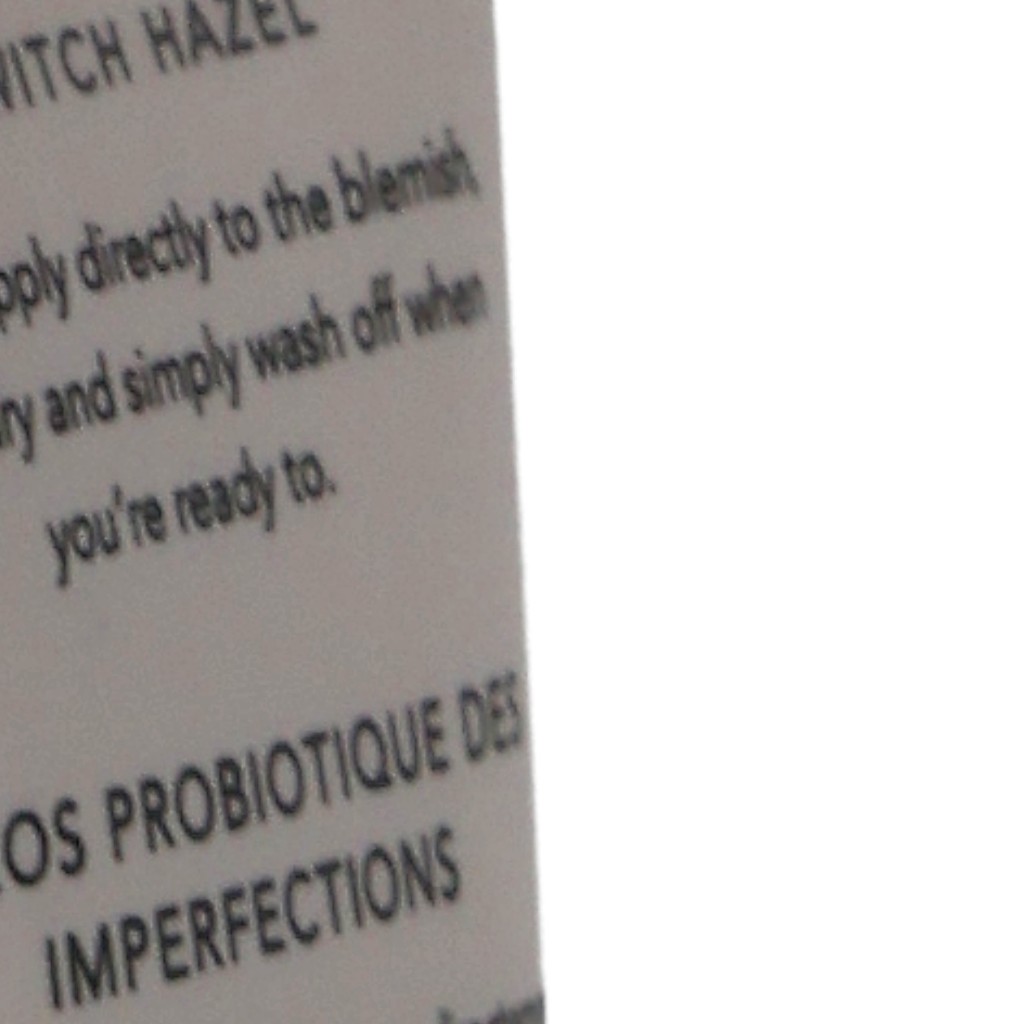 WITCH HAZEL
pply directly to the blemish,
ry and simply wash off when
you're ready to.
OS PROBIOTIQUE DES
IMPERFECTIONS